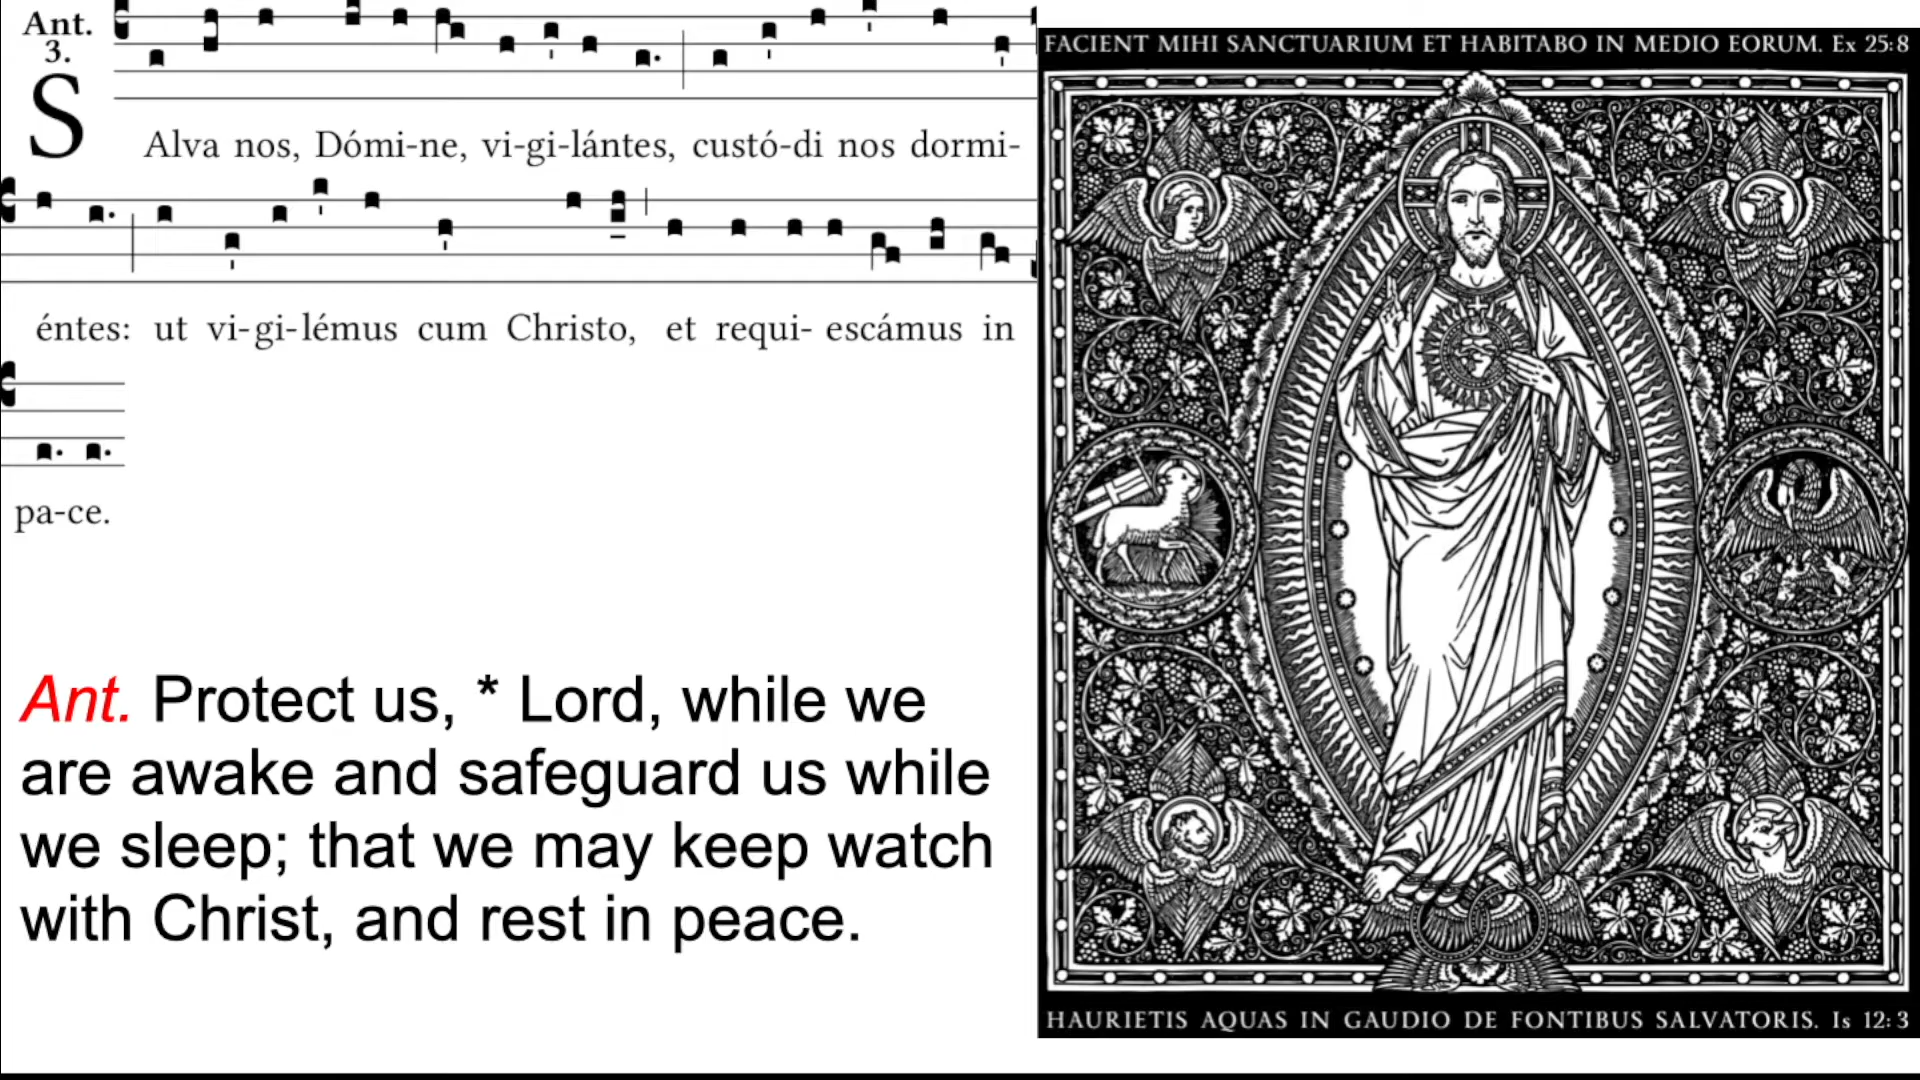 Ant.
3.
SAlva nos, Dómi-ne, vi-gi-lántes, custó-di nos dormi-
éntes: ut vi-gi-lémus cum Christo, et requi- escámus in
pa-ce.
Ant. Protect us, * Lord, while we
are awake and safeguard us while
we sleep; that we may keep watch
with Christ, and rest in peace.
FACIENT MIHI SANCTUARIUM ET HABITABO IN MEDIO EORUM. Ex 25:8
HAURIETIS AQUAS IN GAUDIO DE FONTIBUS SALVATORIS. Is 12:3